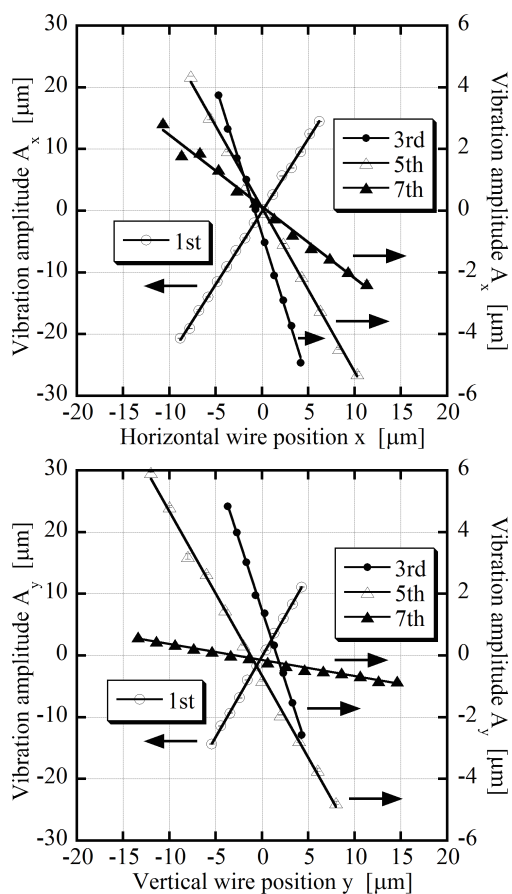 30
20
10
0
-10
-20
-30
Vibration amplitude Ax [μm]
6
4
2
0
-2
-4
-6
Vibration amplitude Ax [μm]
3rd
5th
7th
1st
-20 -15 -10 -5 0 5 10 15 20
Horizontal wire position x [μm]
30
20
10
0
-10
-20
-30
Vibration amplitude Ay [μm]
6
4
2
0
-2
-4
-6
Vibration amplitude Ay [μm]
3rd
5th
7th
1st
-20 -15 -10 -5 0 5 10 15 20
Vertical wire position y [μm]